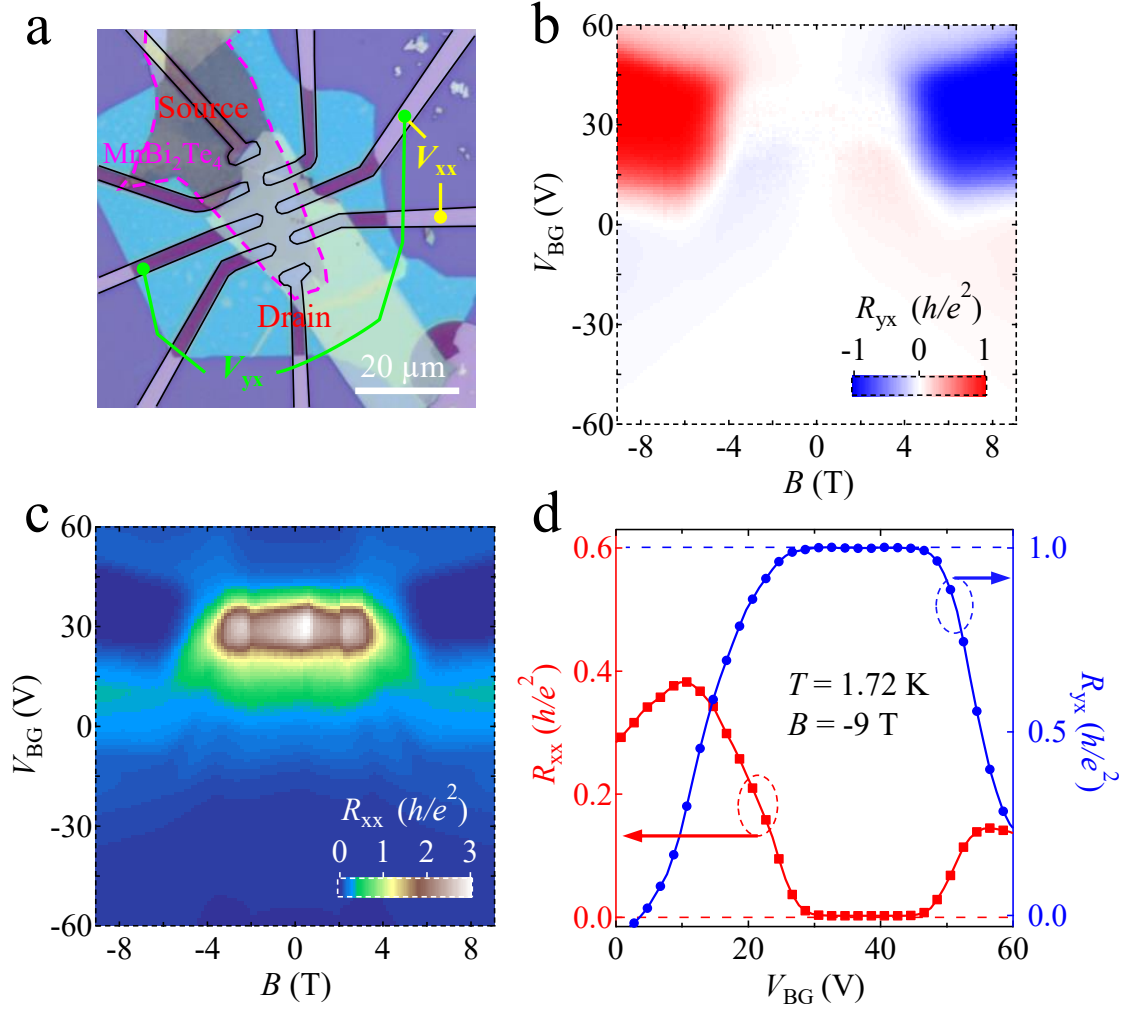 a
Source
MnBi₂Te₄
Vxx
Drain
Vyx
20 µm
b
60
30
0
-30
-60
VBG (V)
Ryx (h/e²)
-1 0 1
-8 -4 0 4 8
B (T)
c
60
30
0
-30
-60
VBG (V)
Rxx (h/e²)
0 1 2 3
-8 -4 0 4 8
B (T)
d
0.6
0.4
0.2
0.0
Rxx (h/e²)
T = 1.72 K
B = -9 T
1.0
0.5
0.0
Ryx (h/e²)
0 20 40 60
VBG (V)